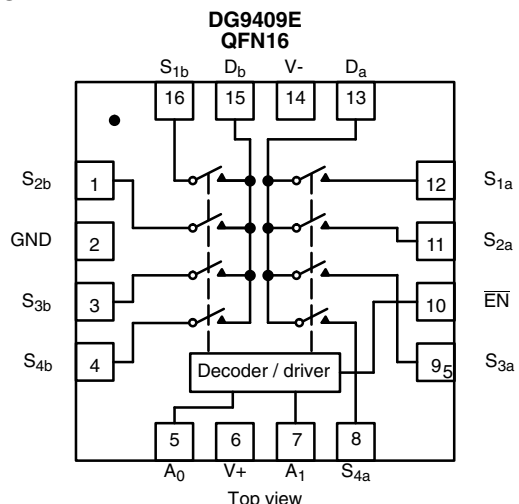 DG9409E
QFN16
S1b Db V- Da
16 15 14 13
S2b 1 12 S1a
GND 2 11 S2a
S3b 3 10 EN
S4b 4 95 S3a
Decoder / driver
5 6 7 8
A0 V+ A1 S4a
Top view